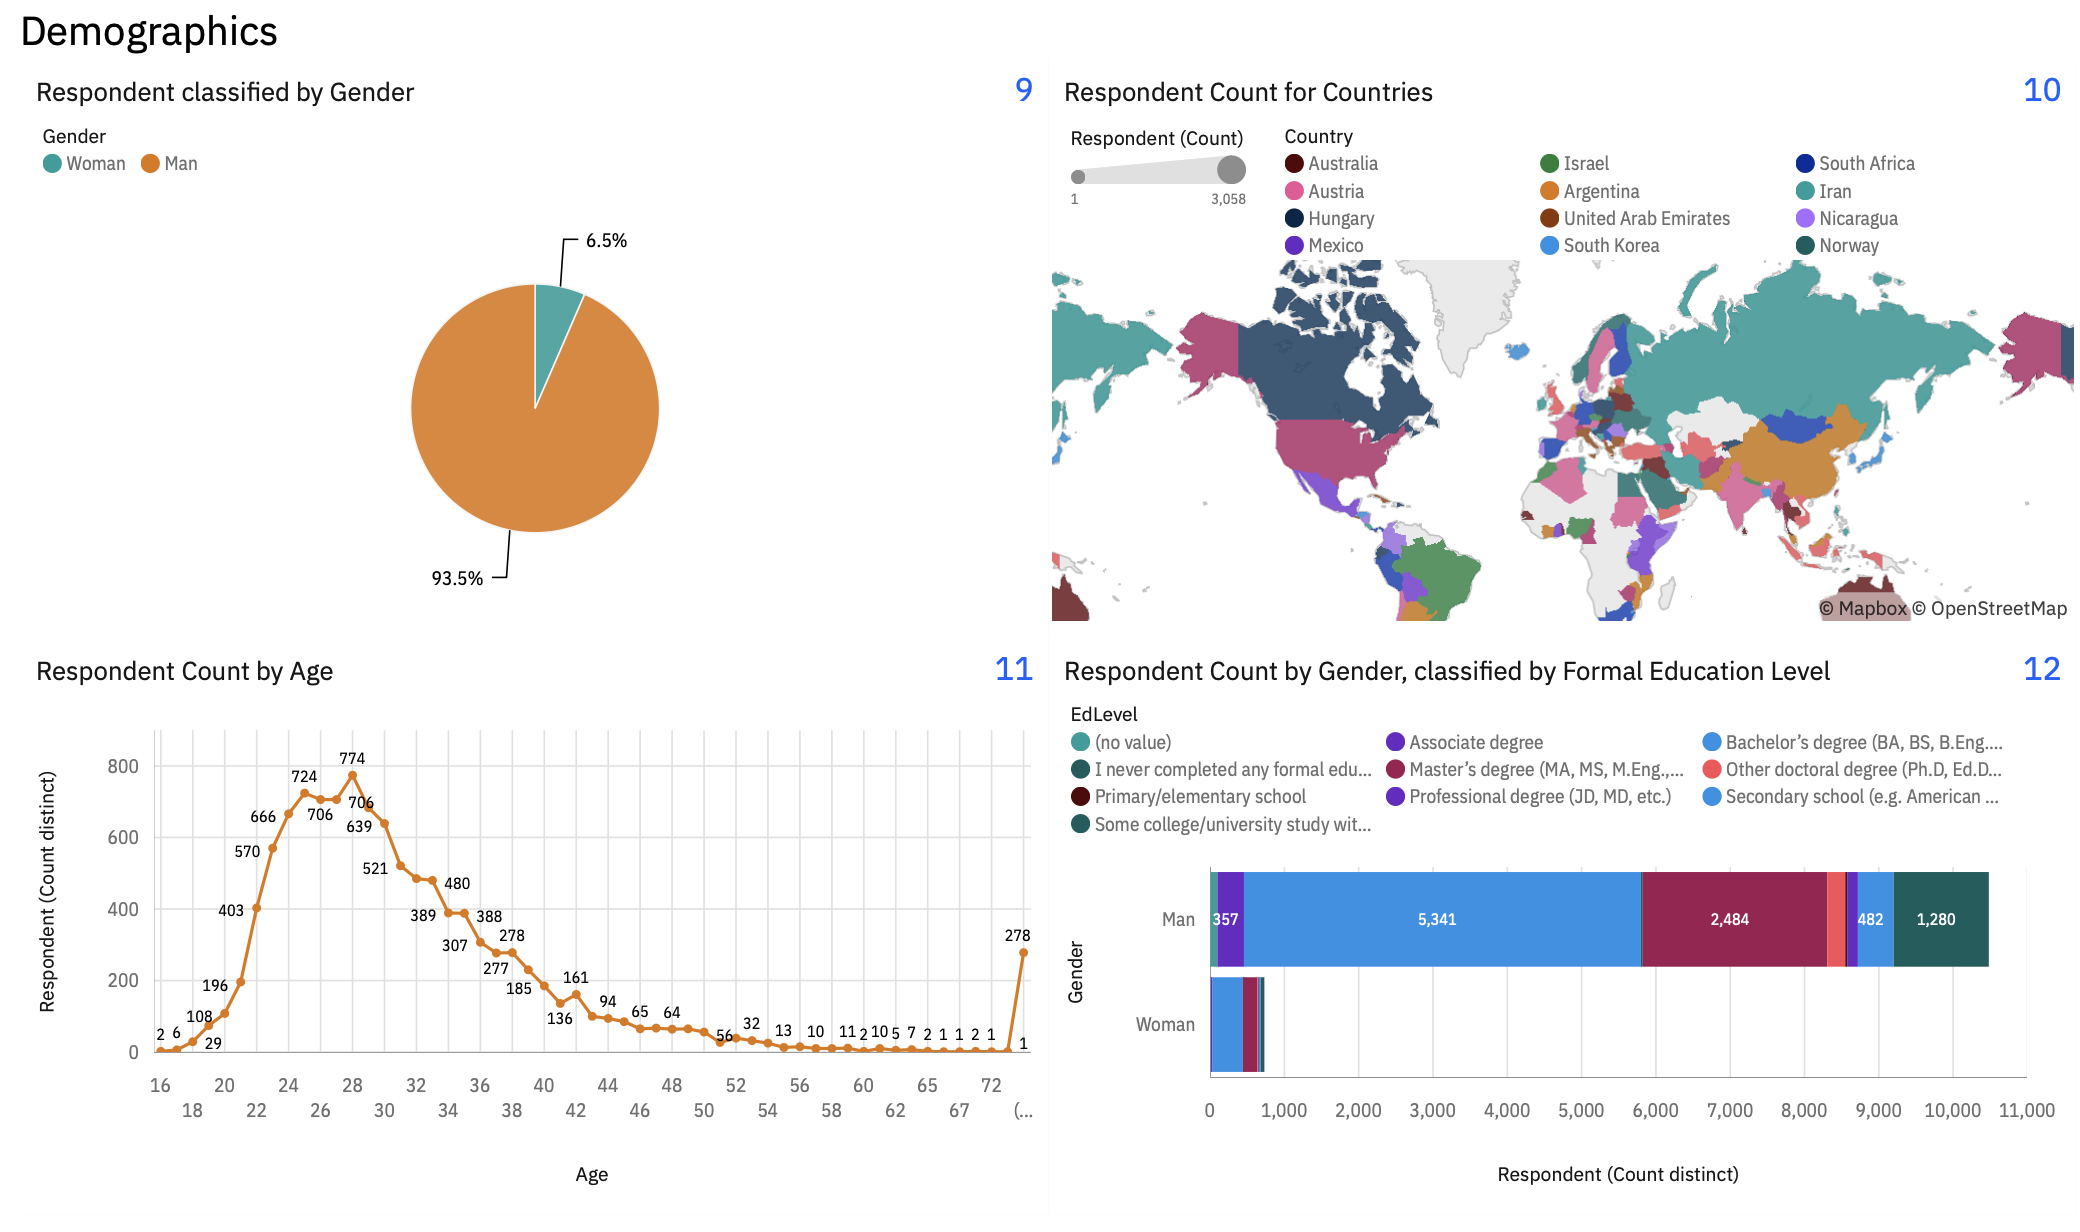 Demographics
Respondent classified by Gender
9
Gender
Woman Man
6.5%
93.5%
Respondent Count for Countries
10
Respondent (Count)
1 3,058
Country
Australia Israel South Africa
Austria Argentina Iran
Hungary United Arab Emirates Nicaragua
Mexico South Korea Norway
© Mapbox © OpenStreetMap
Respondent Count by Age
11
Respondent (Count distinct)
800
600
400
200
0
774
724
706
666 706
639
570
521
480
403 389 388
307 278 278
277
196 185 161
136
108 94
65 64
2 6 29 56 32 13 10 11 2 10 5 7 2 1 1 2 1 1
16 20 24 28 32 36 40 44 48 52 56 60 65 72
18 22 26 30 34 38 42 46 50 54 58 62 67 (...
Age
Respondent Count by Gender, classified by Formal Education Level
12
EdLevel
(no value) Associate degree Bachelor’s degree (BA, BS, B.Eng....
I never completed any formal edu... Master’s degree (MA, MS, M.Eng.,... Other doctoral degree (Ph.D, Ed.D...
Primary/elementary school Professional degree (JD, MD, etc.) Secondary school (e.g. American ...
Some college/university study wit...
Gender
Man 357 5,341 2,484 482 1,280
Woman
0 1,000 2,000 3,000 4,000 5,000 6,000 7,000 8,000 9,000 10,000 11,000
Respondent (Count distinct)